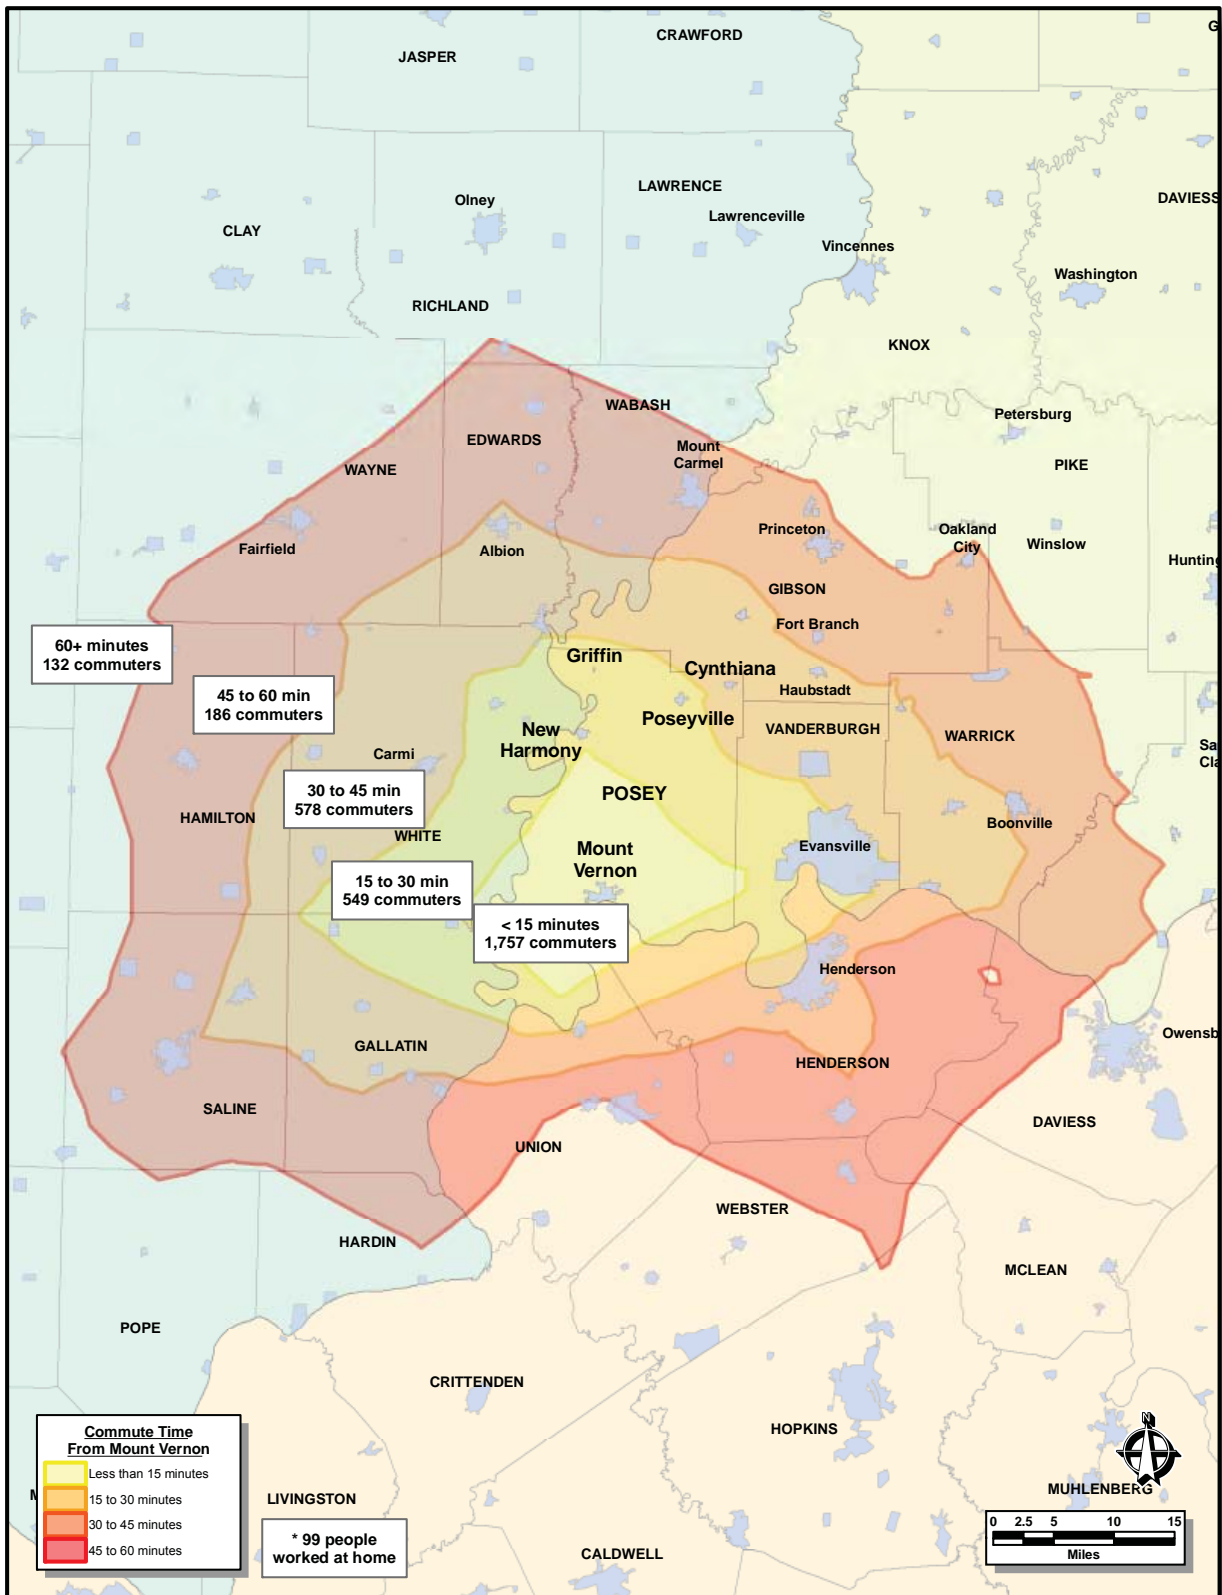 CRAWFORD
G
JASPER
LAWRENCE
DAVIESS
Olney
Lawrenceville
CLAY
Vincennes
Washington
RICHLAND
KNOX
WABASH
Petersburg
EDWARDS
Mount
Carmel
WAYNE
PIKE
Princeton
Oakland
City
Winslow
Fairfield
Albion
Hunting
GIBSON
Fort Branch
60+ minutes
132 commuters
Griffin
Cynthiana
Haubstadt
45 to 60 min
186 commuters
Poseyville
New
Harmony
VANDERBURGH
WARRICK
Sa
Cla
Carmi
30 to 45 min
578 commuters
POSEY
HAMILTON
WHITE
Boonville
Mount
Vernon
Evansville
15 to 30 min
549 commuters
< 15 minutes
1,757 commuters
Henderson
Owensb
GALLATIN
HENDERSON
SALINE
DAVIESS
UNION
WEBSTER
HARDIN
MCLEAN
POPE
CRITTENDEN
HOPKINS
Commute Time
From Mount Vernon
Less than 15 minutes
15 to 30 minutes
30 to 45 minutes
45 to 60 minutes
M
LIVINGSTON
* 99 people
worked at home
CALDWELL
N
MUHLENBERG
0 2.5 5 10 15
Miles